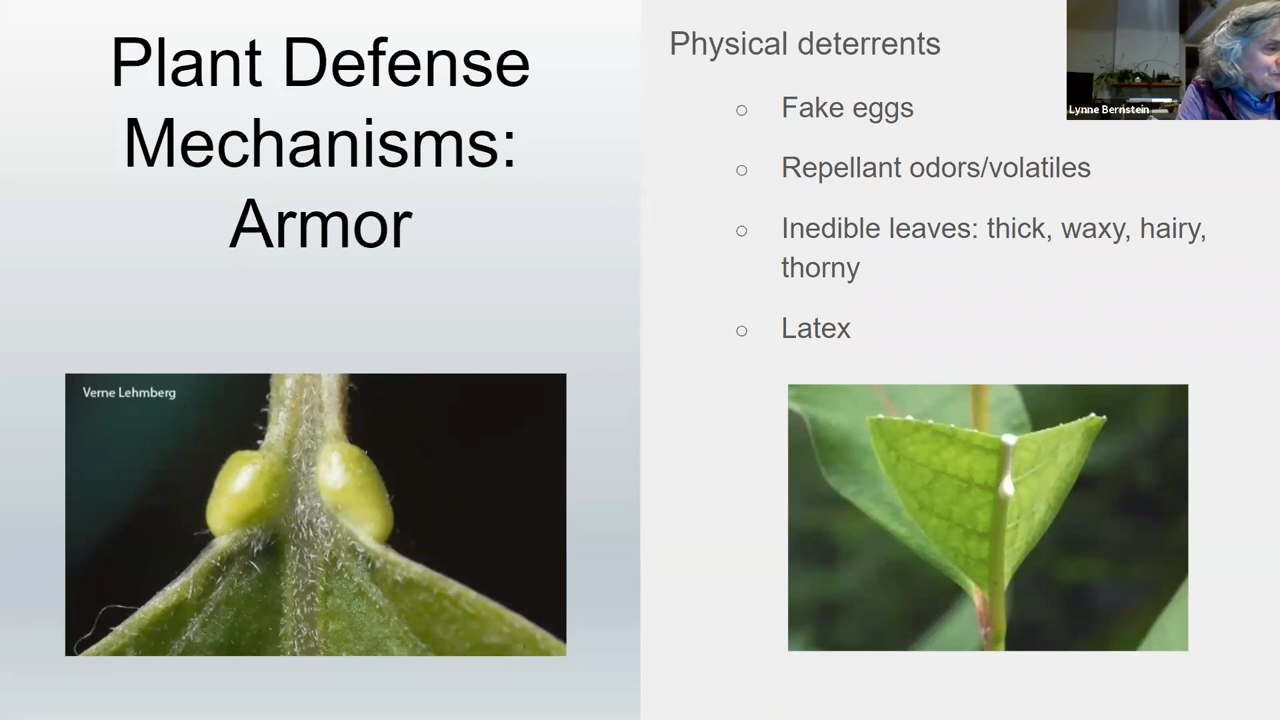 Plant Defense
Mechanisms:
Armor
Verne Lehmberg
Physical deterrents
○ Fake eggs
○ Repellant odors/volatiles
○ Inedible leaves: thick, waxy, hairy,
thorny
○ Latex
Lynne Bernstein